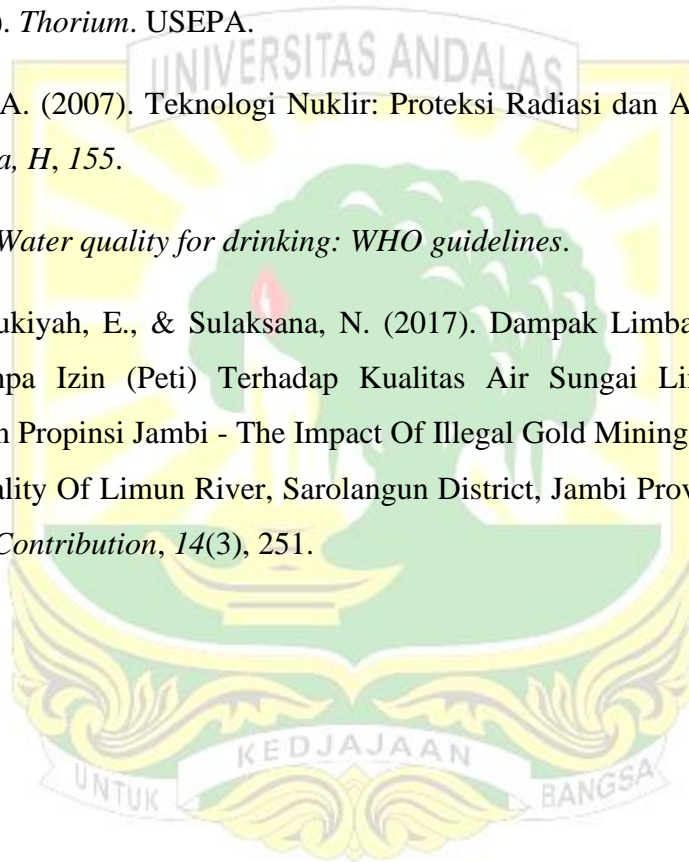 ). Thorium. USEPA.
UNIVERSITAS ANDALAS
A. (2007). Teknologi Nuklir: Proteksi Radiasi dan A
a, H, 155.
Water quality for drinking: WHO guidelines.
ukiyah, E., & Sulaksana, N. (2017). Dampak Limba
npa Izin (Peti) Terhadap Kualitas Air Sungai Li
n Propinsi Jambi - The Impact Of Illegal Gold Mining
ality Of Limun River, Sarolangun District, Jambi Prov
Contribution, 14(3), 251.
UNTUK KEDJAJAAN BANGSA